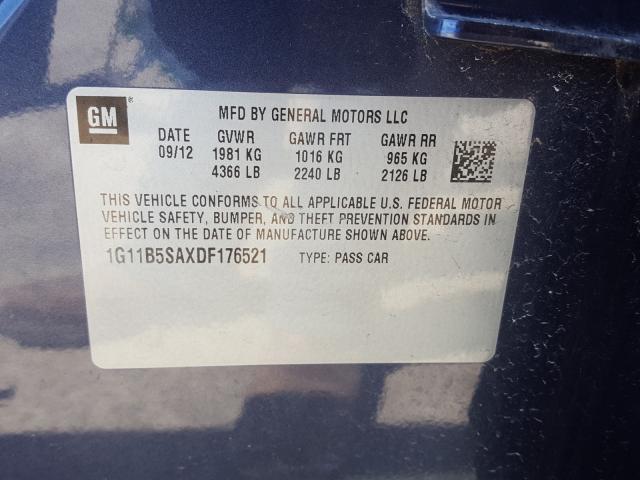 GM ® MFD BY GENERAL MOTORS LLC
DATE GVWR GAWR FRT GAWR RR
09/12 1981 KG 1016 KG 965 KG
4366 LB 2240 LB 2126 LB
THIS VEHICLE CONFORMS TO ALL APPLICABLE U.S. FEDERAL MOTOR
VEHICLE SAFETY, BUMPER, AND THEFT PREVENTION STANDARDS IN
EFFECT ON THE DATE OF MANUFACTURE SHOWN ABOVE.
1G11B5SAXDF176521 TYPE: PASS CAR